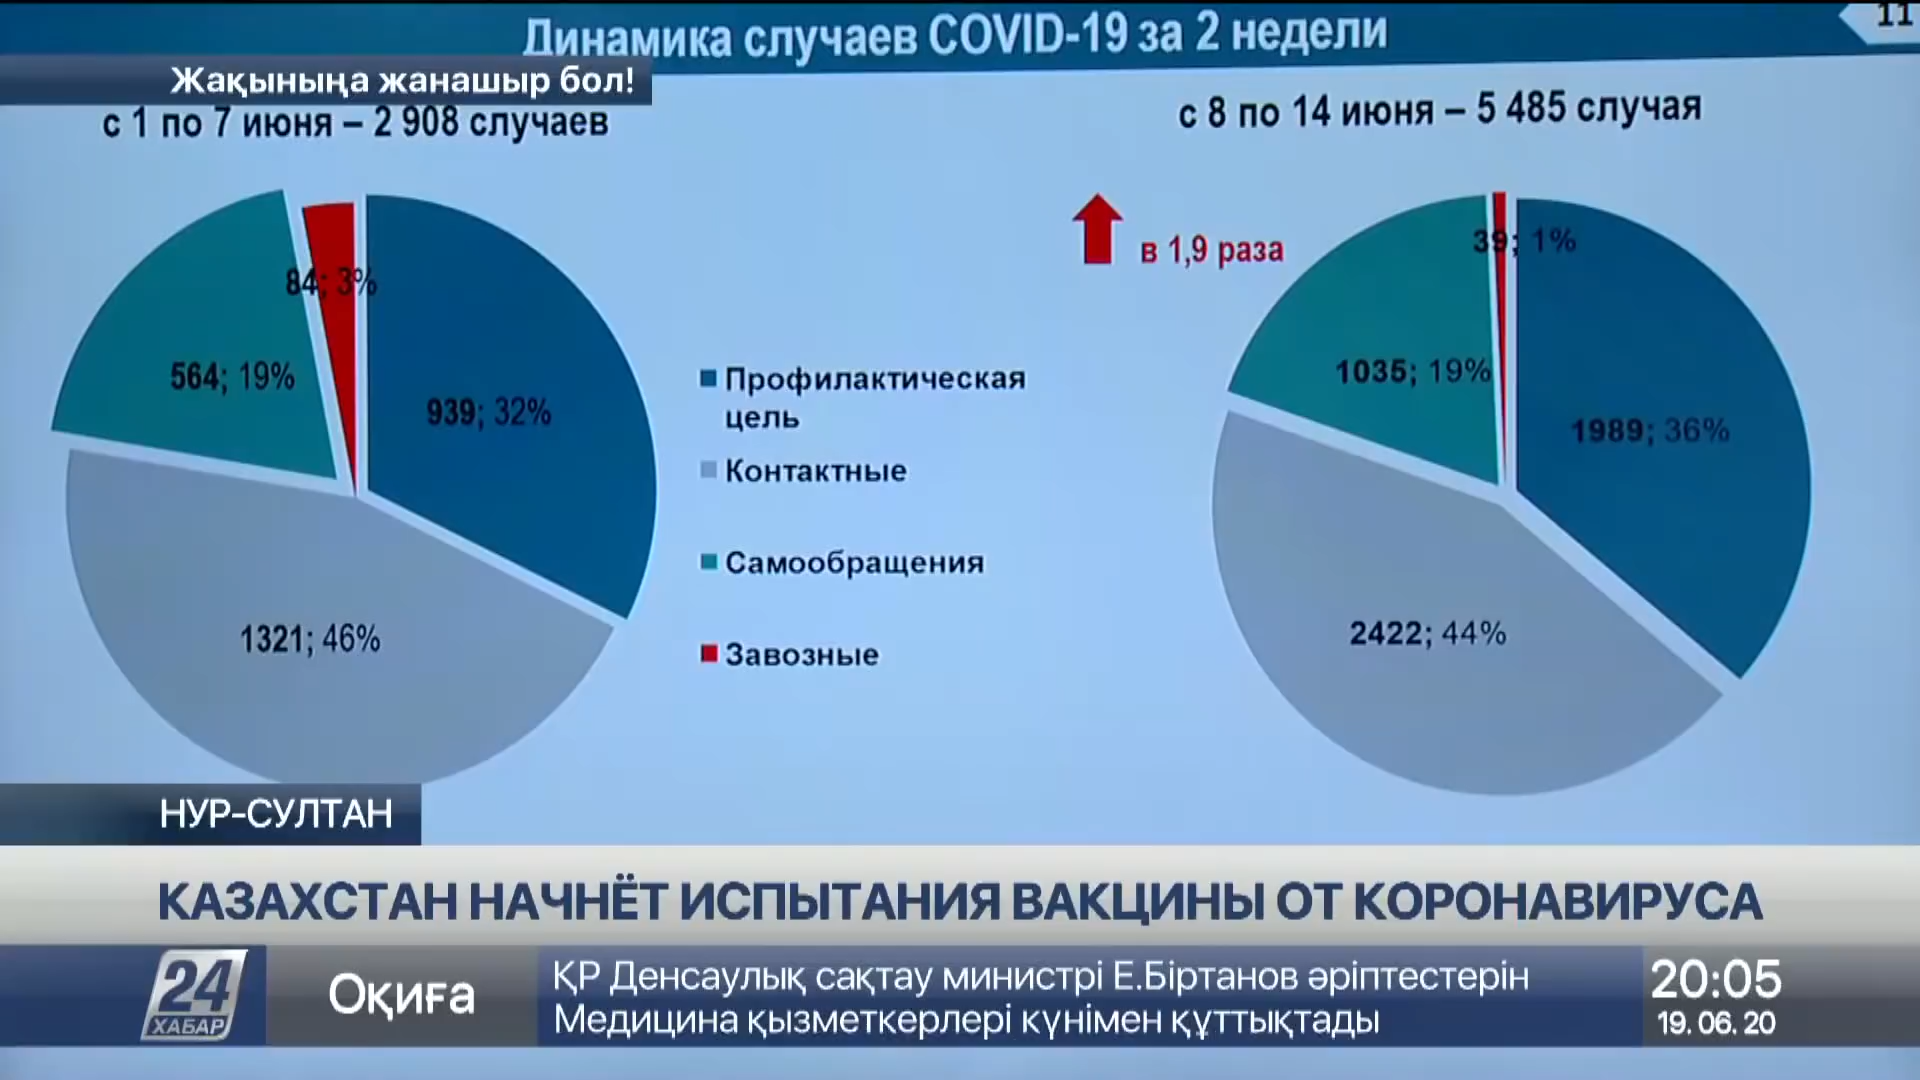 Динамика случаев COVID-19 за 2 недели
11
Жақыныңа жанашыр бол!
с 1 по 7 июня – 2 908 случаев
с 8 по 14 июня – 5 485 случая
84; 3%
564; 19%
939; 32%
1321; 46%
Профилактическая
цель
Контактные
Самообращения
Завозные
в 1,9 раза
39; 1%
1035; 19%
1989; 36%
2422; 44%
НУР-СУЛТАН
КАЗАХСТАН НАЧНЁТ ИСПЫТАНИЯ ВАКЦИНЫ ОТ КОРОНАВИРУСА
24
ХАБАР
Оқиға
ҚР Денсаулық сақтау министрі Е.Біртанов әріптестерін
Медицина қызметкерлері күнімен құттықтады
20:05
19. 06. 20